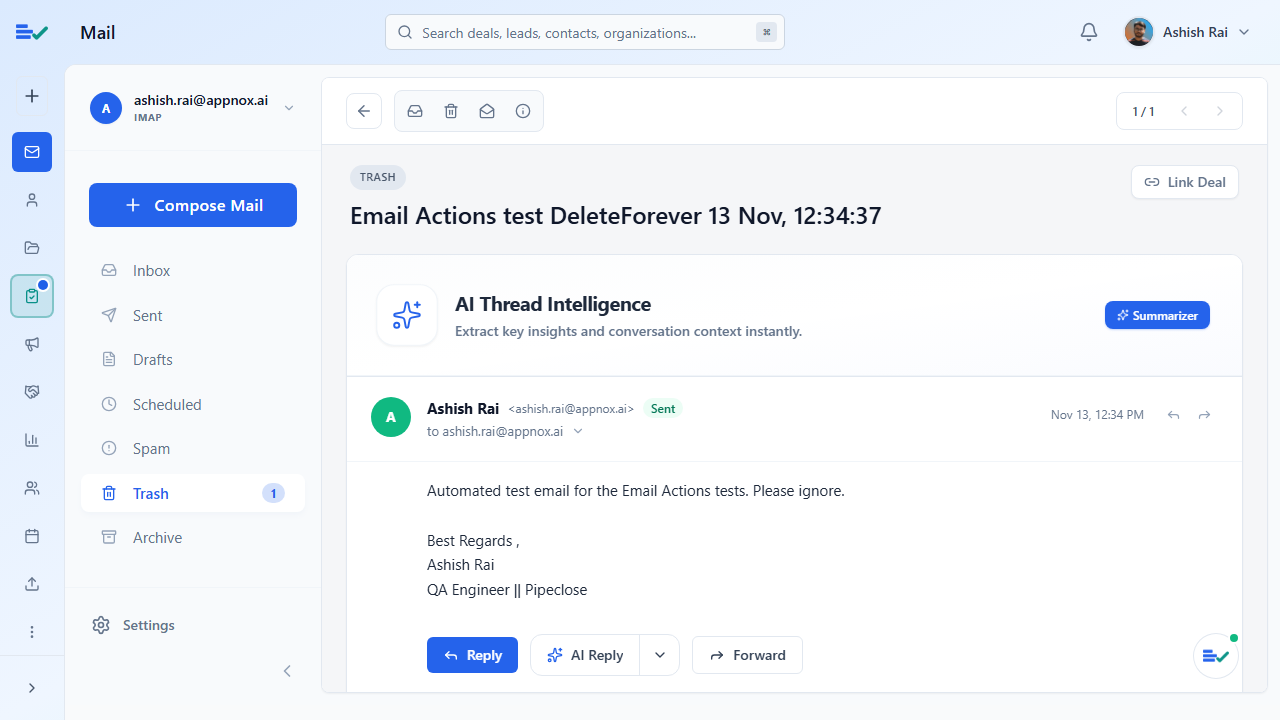 Mail
Search deals, leads, contacts, organizations...
⌘
Ashish Rai
A
ashish.rai@appnox.ai
IMAP
Compose Mail
Inbox
Sent
Drafts
Scheduled
Spam
Trash 1
Archive
Settings
1 / 1
TRASH
Link Deal
Email Actions test DeleteForever 13 Nov, 12:34:37
AI Thread Intelligence
Extract key insights and conversation context instantly.
Summarizer
A
Ashish Rai <ashish.rai@appnox.ai> Sent
Nov 13, 12:34 PM
to ashish.rai@appnox.ai
Automated test email for the Email Actions tests. Please ignore.
Best Regards ,
Ashish Rai
QA Engineer || Pipeclose
Reply
AI Reply
Forward